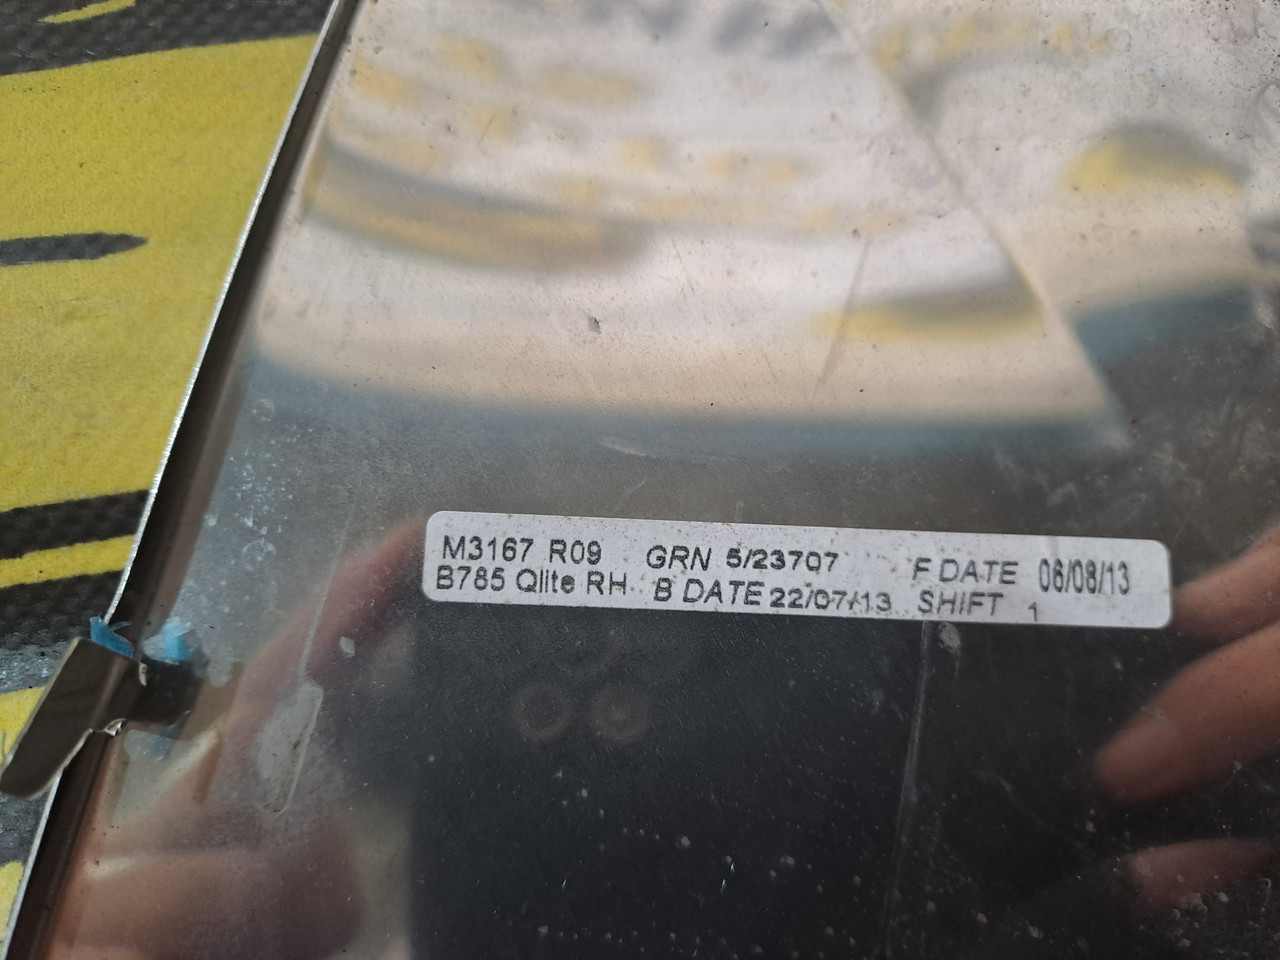 M3167 R09 GRN 5/23707 F DATE 06/08/13
B785 Qlite RH B DATE 22/07/13 SHIFT 1